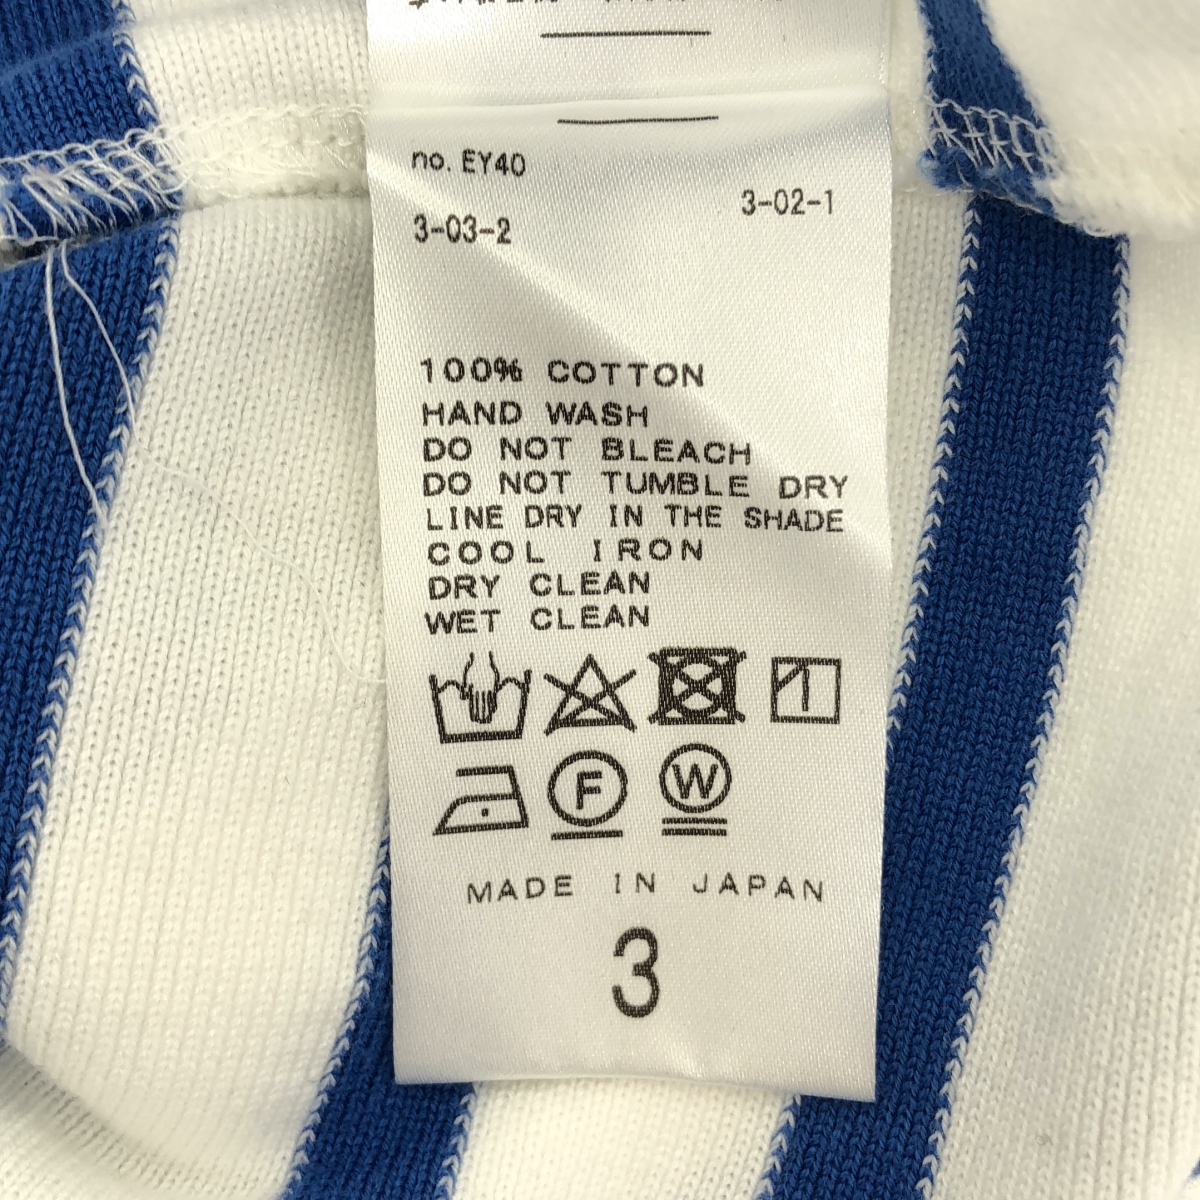 no. EY40
3-02-1
3-03-2
100% COTTON
HAND WASH
DO NOT BLEACH
DO NOT TUMBLE DRY
LINE DRY IN THE SHADE
COOL IRON
DRY CLEAN
WET CLEAN
F W
MADE IN JAPAN
3